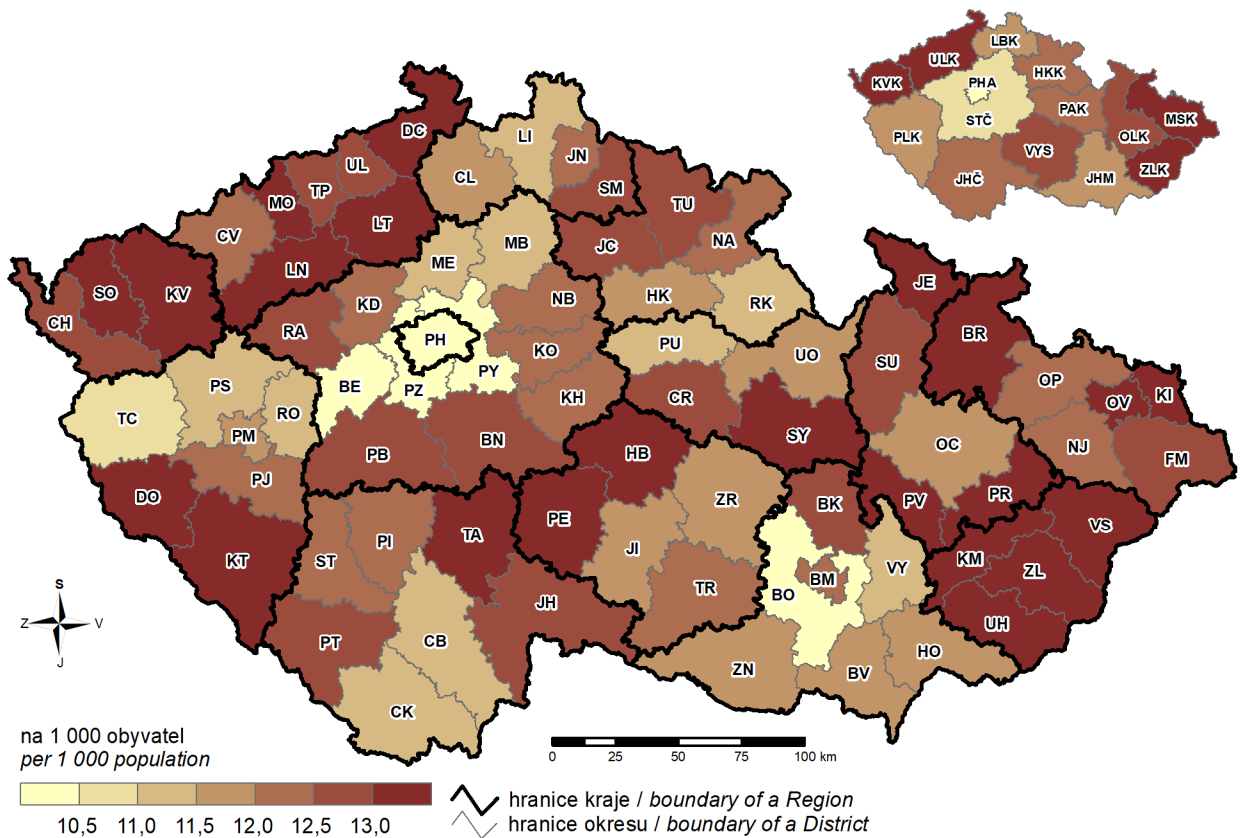 LBK
ULK
HKK
KVK
PHA
PAK
STČ
MSK
PLK
OLK
VYS
ZLK
JHČ
JHM
DC
LI
UL
JN
CL
TP
SM
MO
TU
LT
CV
NA
JC
MB
ME
LN
JE
SO
KV
KD
NB
HK
RK
CH
RA
BR
PH
PU
UO
KO
SU
PY
OP
PS
BE
PZ
KI
OV
KH
CR
RO
TC
PM
SY
OC
BN
NJ
PB
HB
FM
PJ
DO
ZR
PR
BK
PV
PE
VS
TA
PI
JI
KT
ST
VY
KM
ZL
BM
TR
BO
JH
UH
PT
CB
HO
ZN
BV
CK
S
Z V
J
na 1 000 obyvatel
per 1 000 population
10,5 11,0 11,5 12,0 12,5 13,0
0 25 50 75 100 km
hranice kraje / boundary of a Region
hranice okresu / boundary of a District